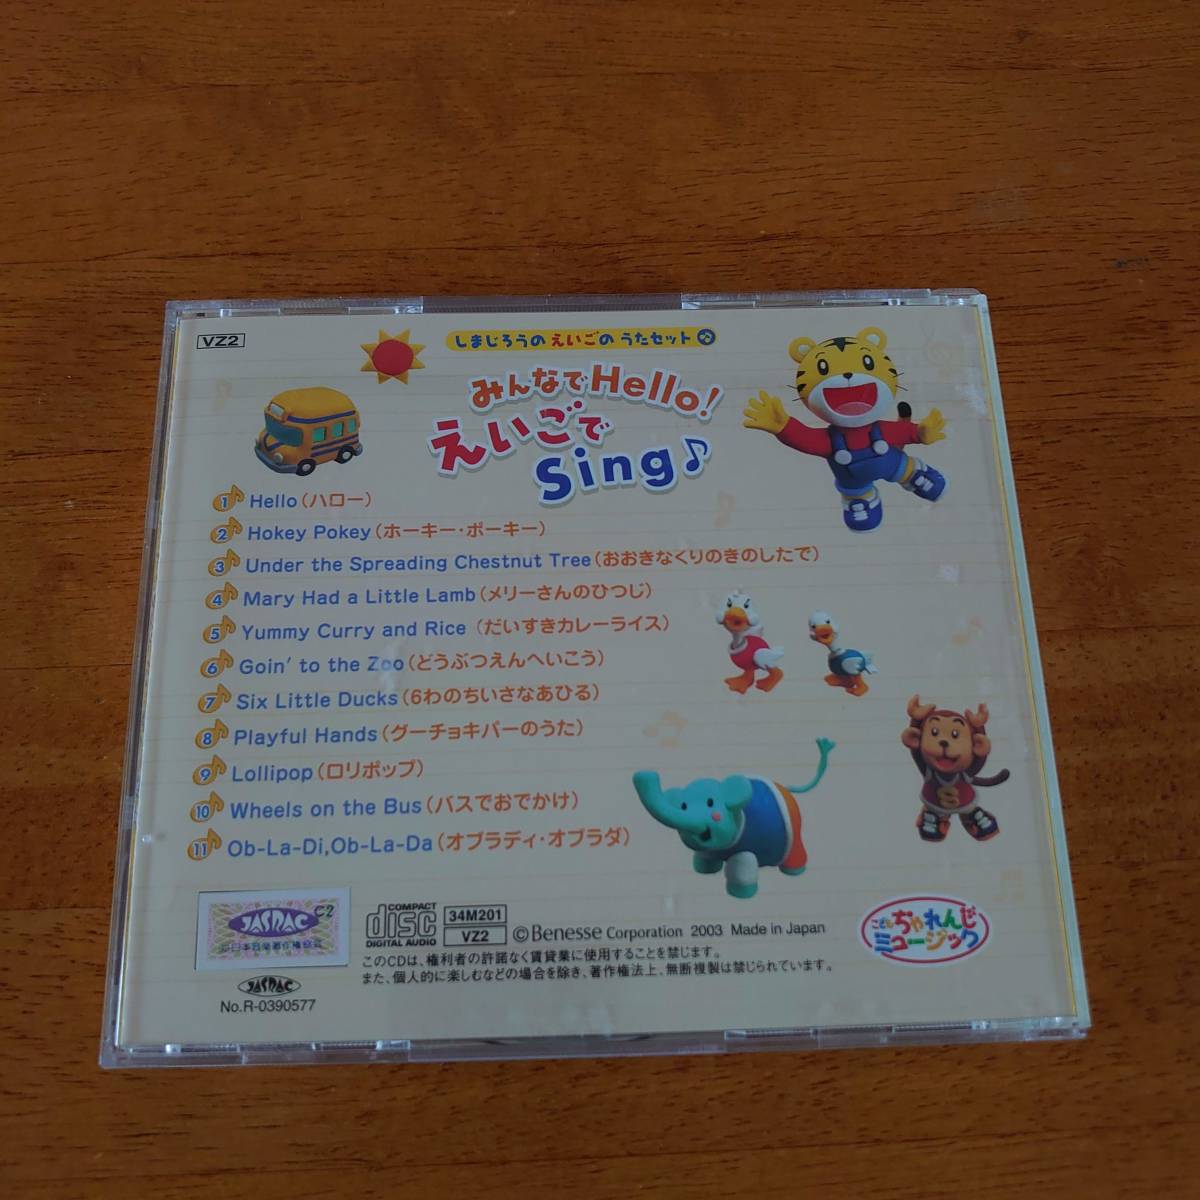 VZ2
しまじろうの えいごの うたセット
みんなでHello!
えいごで
Sing♪
1 Hello(ハロー)
2 Hokey Pokey(ホーキー・ポーキー)
3 Under the Spreading Chestnut Tree(おおきなくりのきのしたで)
4 Mary Had a Little Lamb(メリーさんのひつじ)
5 Yummy Curry and Rice (だいすきカレーライス)
6 Goin' to the Zoo(どうぶつえんへいこう)
7 Six Little Ducks(6わのちいさなあひる)
8 Playful Hands(グーチョキパーのうた)
9 Lollipop(ロリポップ)
10 Wheels on the Bus(バスでおでかけ)
11 Ob-La-Di,Ob-La-Da(オブラディ・オブラダ)
JASRAC C2
日本音楽著作権協会
JASRAC
No.R-0390577
COMPACT
disc
DIGITAL AUDIO
34M201
VZ2
©Benesse Corporation 2003 Made in Japan
このCDは、権利者の許諾なく賃貸業に使用することを禁じます。
また、個人的に楽しむなどの場合を除き、著作権法上、無断複製は禁じられています。
こどもちゃれんじ
ミュージック